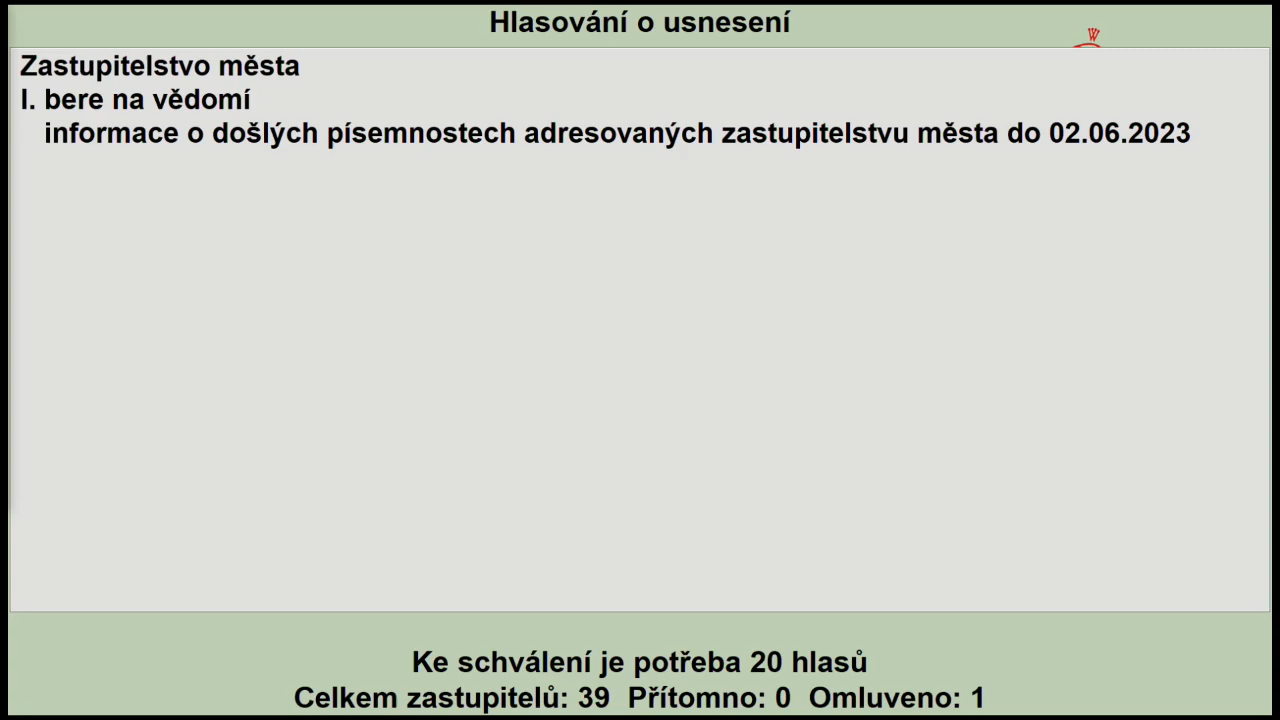 Hlasování o usnesení
Zastupitelstvo města
I. bere na vědomí
informace o došlých písemnostech adresovaných zastupitelstvu města do 02.06.2023
Ke schválení je potřeba 20 hlasů
Celkem zastupitelů: 39 Přítomno: 0 Omluveno: 1